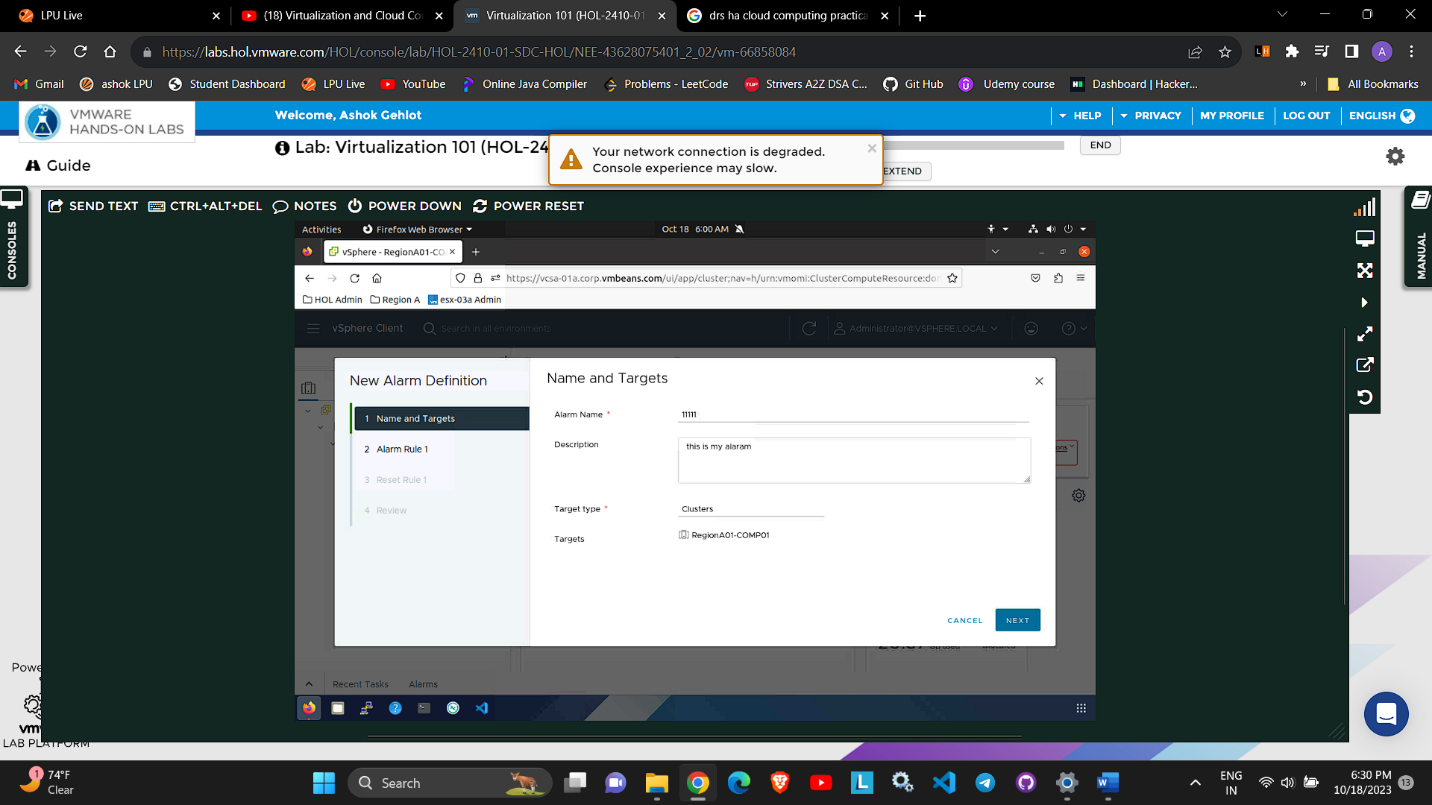 LPU Live
(18) Virtualization and Cloud Co
Virtualization 101 (HOL-2410-01
drs ha cloud computing practica
https://labs.hol.vmware.com/HOL/console/lab/HOL-2410-01-SDC-HOL/NEE-43628075401_2_02/vm-66858084
A
Gmail
ashok LPU
Student Dashboard
LPU Live
YouTube
Online Java Compiler
Problems - LeetCode
Strivers A2Z DSA C...
Git Hub
Udemy course
Dashboard | Hacker...
»
All Bookmarks
VMWARE
HANDS-ON LABS
Welcome, Ashok Gehlot
HELP
PRIVACY
MY PROFILE
LOG OUT
ENGLISH
Guide
Lab: Virtualization 101 (HOL-24
Your network connection is degraded.
Console experience may slow.
END
EXTEND
CONSOLES
MANUAL
SEND TEXT
CTRL+ALT+DEL
NOTES
POWER DOWN
POWER RESET
Activities
Firefox Web Browser
Oct 18 6:00 AM
vSphere - RegionA01-CO
https://vcsa-01a.corp.vmbeans.com/ui/app/cluster;nav=h/urn:vmomi:ClusterComputeResource:do
HOL Admin
Region A
esx-03a Admin
vSphere Client
Search in all environments
Administrator@VSPHERE.LOCAL
New Alarm Definition
1 Name and Targets
2 Alarm Rule 1
3 Reset Rule 1
4 Review
Name and Targets
Alarm Name *
11111
Description
this is my alaram
Target type *
Clusters
Targets
RegionA01-COMP01
CANCEL
NEXT
Recent Tasks
Alarms
Powe
vm
LAB PLATFORM
1
74°F
Clear
Search
ENG
IN
6:30 PM
10/18/2023
13